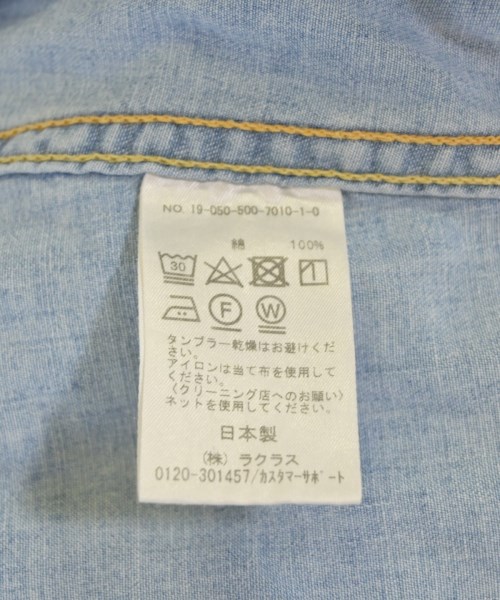 NO. 19-050-500-7010-1-0
綿 100%
30
F W
タンブラー乾燥はお避けくだ
さい。
アイロンは当て布を使用して
ください。
(クリーニング店へのお願い)
ネットを使用してください。
日本製
(株) ラクラス
0120-301457/カスタマーサポート